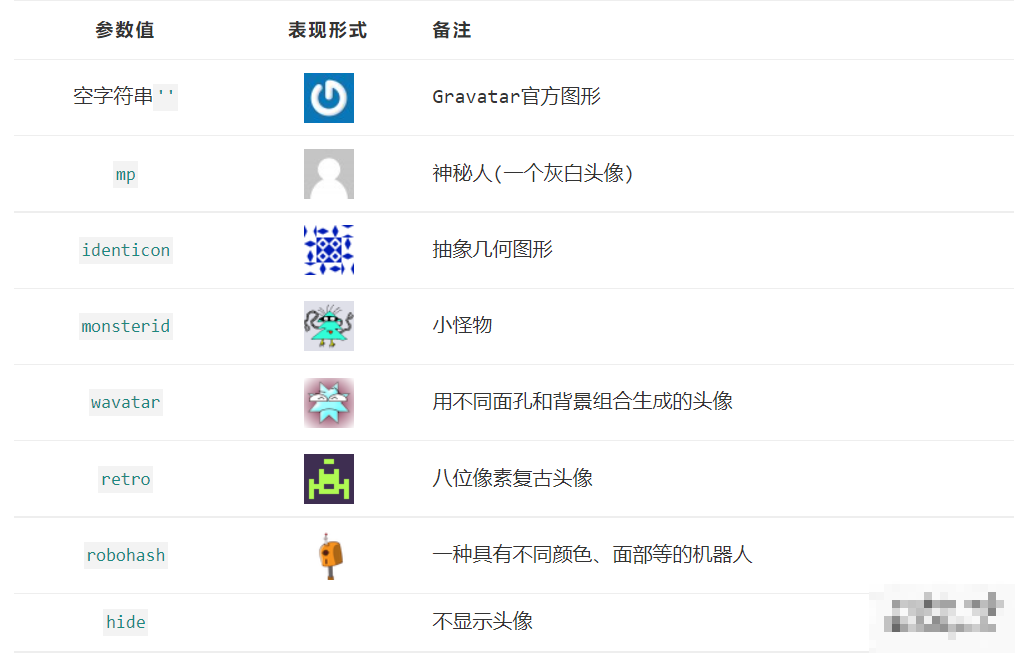 参数值 表现形式 备注
空字符串'' Gravatar官方图形
mp 神秘人(一个灰白头像)
identicon 抽象几何图形
monsterid 小怪物
wavatar 用不同面孔和背景组合生成的头像
retro 八位像素复古头像
robohash 一种具有不同颜色、面部等的机器人
hide 不显示头像